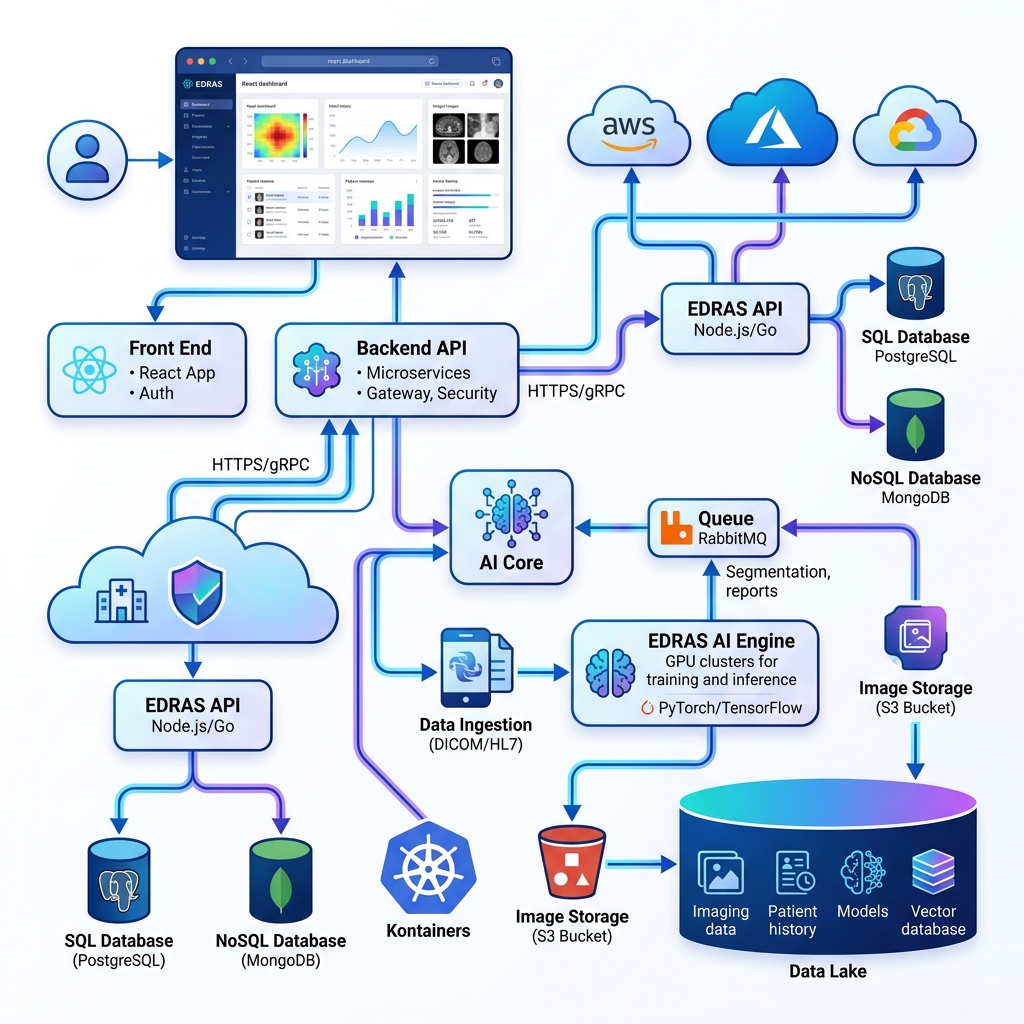 EDRAS
React dashboard
aws
Front End
• React App
• Auth
Backend API
• Microservices
• Gateway, Security
HTTPS/gRPC
EDRAS API
Node.js/Go
SQL Database
PostgreSQL
NoSQL Database
MongoDB
HTTPS/gRPC
AI Core
Queue
RabbitMQ
Segmentation,
reports
EDRAS AI Engine
GPU clusters for
training and inference
PyTorch/TensorFlow
Image Storage
(S3 Bucket)
EDRAS API
Node.js/Go
Data Ingestion
(DICOM/HL7)
SQL Database
(PostgreSQL)
NoSQL Database
(MongoDB)
Kontainers
Image Storage
(S3 Bucket)
Imaging
data
Patient
history
Models
Vector
database
Data Lake